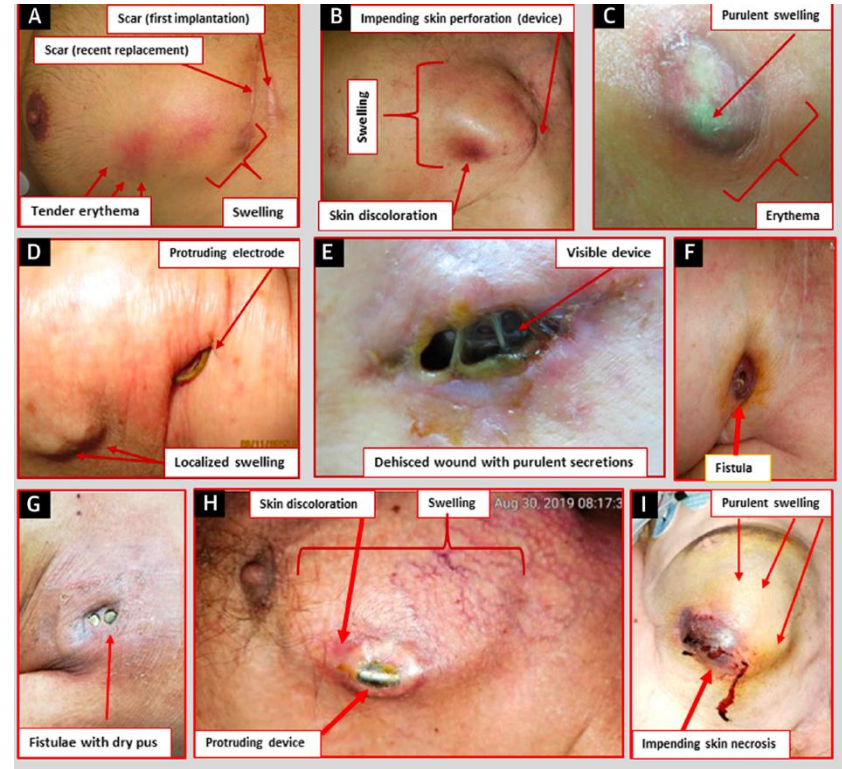 A
Scar (first implantation)
Scar (recent replacement)
Tender erythema
Swelling
B
Impending skin perforation (device)
Swelling
Skin discoloration
C
Purulent swelling
Erythema
D
Protruding electrode
Localized swelling
E
Visible device
Dehisced wound with purulent secretions
F
Fistula
G
Fistulae with dry pus
H
Skin discoloration
Swelling
Aug 30, 2019 08:17:3
Protruding device
I
Purulent swelling
Impending skin necrosis